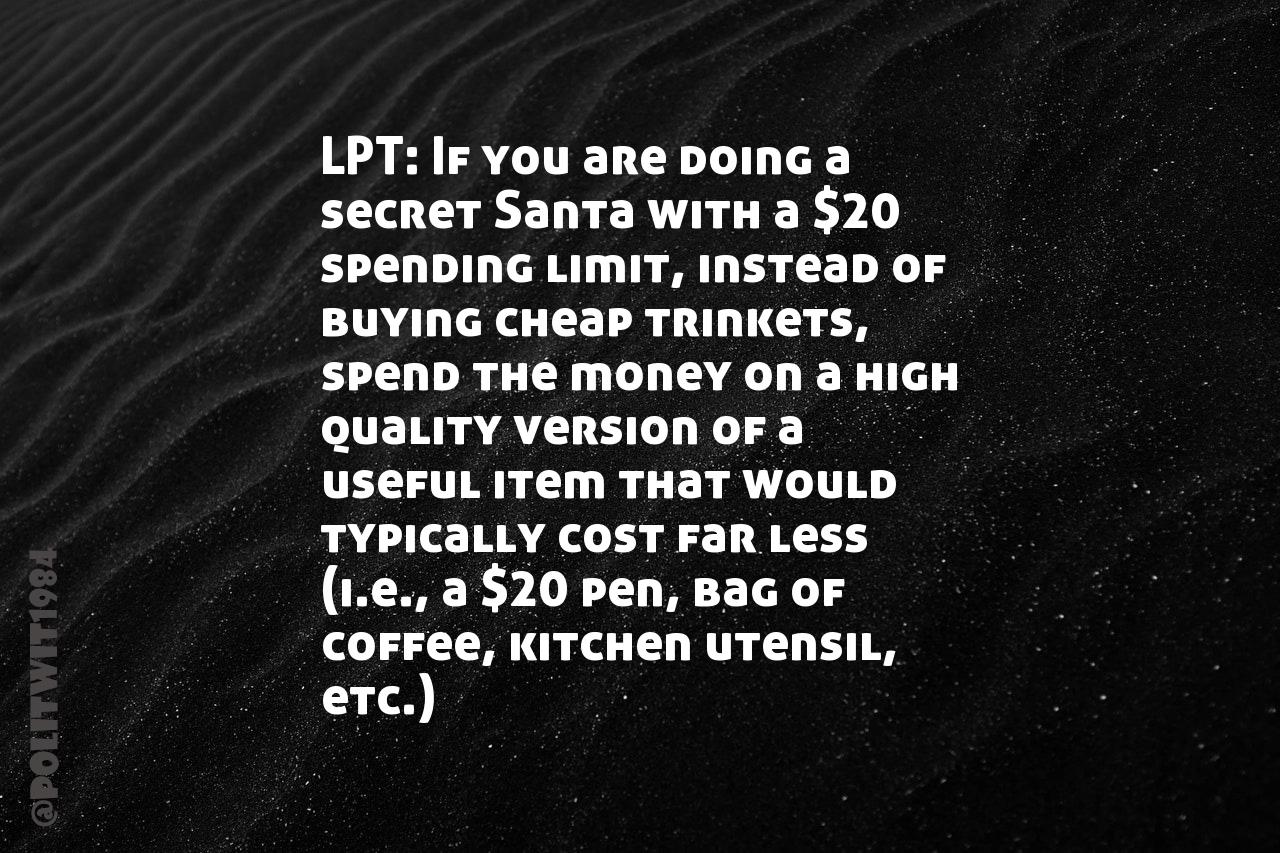 LPT: If you are doing a
secret Santa with a $20
spending limit, instead of
buying cheap trinkets,
spend the money on a high
quality version of a
useful item that would
typically cost far less
(i.e., a $20 pen, bag of
coffee, kitchen utensil,
etc.)
@politwit1984